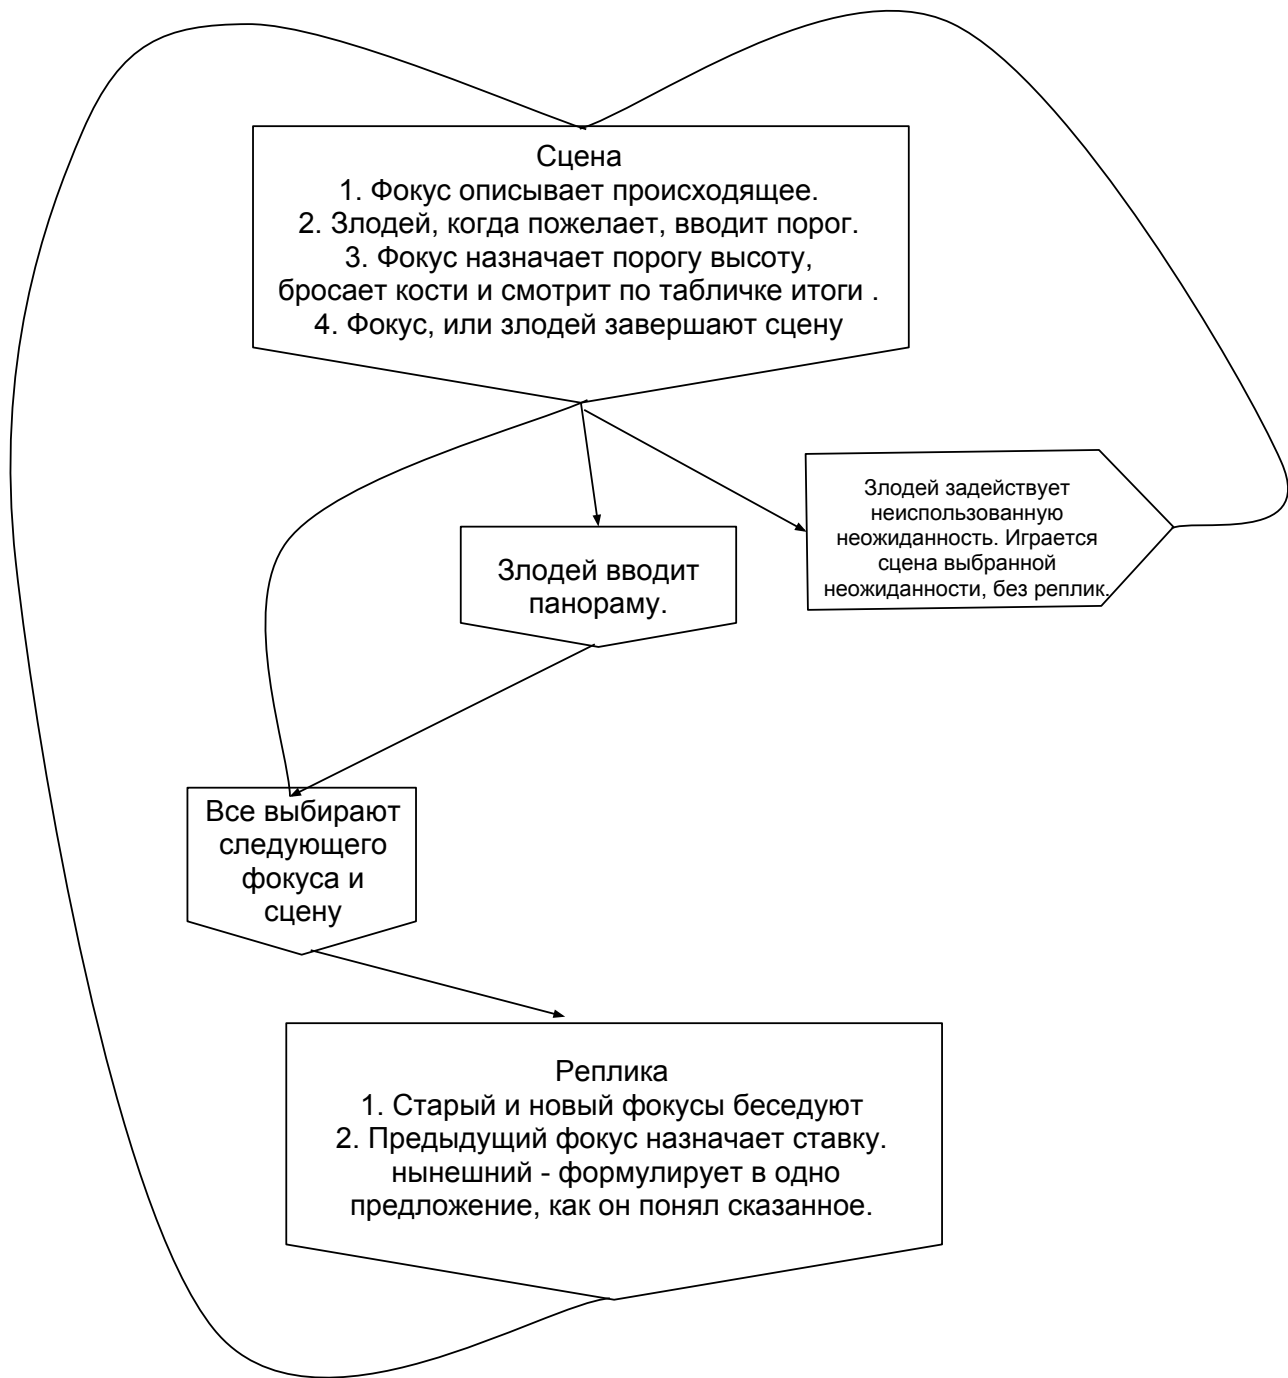 Сцена
1. Фокус описывает происходящее.
2. Злодей, когда пожелает, вводит порог.
3. Фокус назначает порогу высоту,
бросает кости и смотрит по табличке итоги .
4. Фокус, или злодей завершают сцену
Злодей задействует
неиспользованную
неожиданность. Играется
сцена выбранной
неожиданности, без реплик.
Злодей вводит
панораму.
Все выбирают
следующего
фокуса и
сцену
Реплика
1. Старый и новый фокусы беседуют
2. Предыдущий фокус назначает ставку.
нынешний - формулирует в одно
предложение, как он понял сказанное.